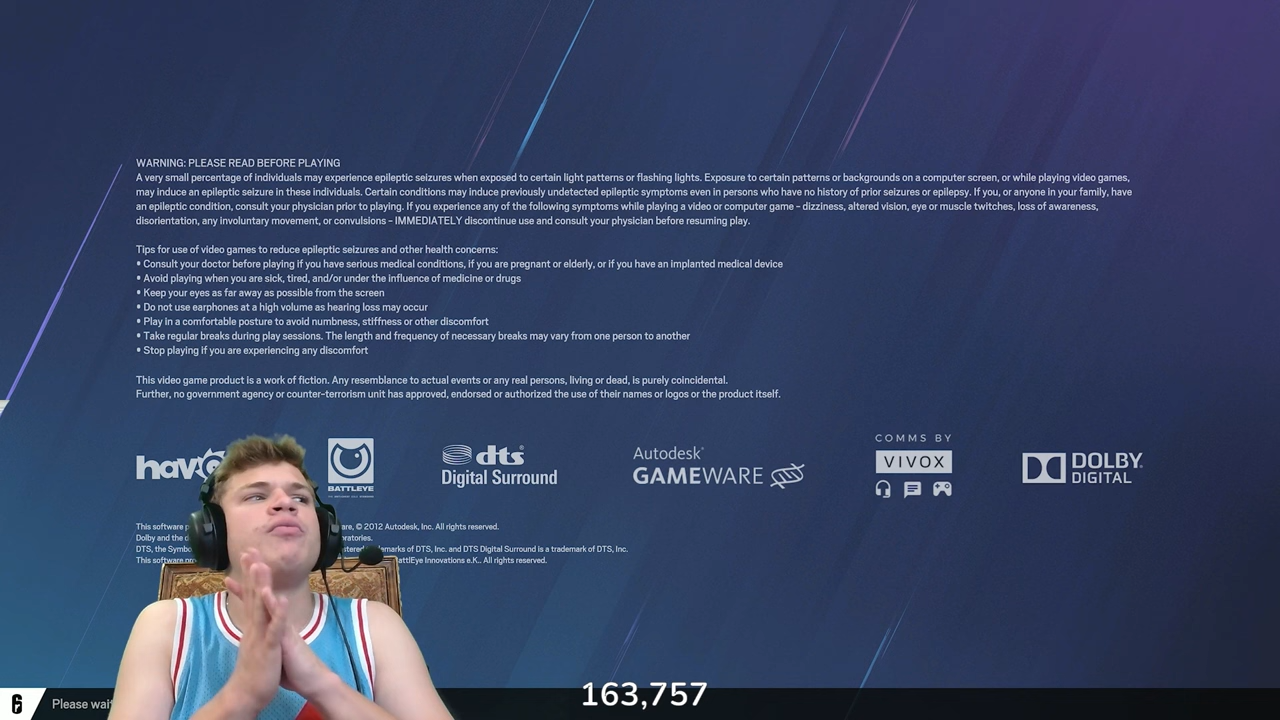 WARNING: PLEASE READ BEFORE PLAYING
A very small percentage of individuals may experience epileptic seizures when exposed to certain light patterns or flashing lights. Exposure to certain patterns or backgrounds on a computer screen, or while playing video games,
may induce an epileptic seizure in these individuals. Certain conditions may induce previously undetected epileptic symptoms even in persons who have no history of prior seizures or epilepsy. If you, or anyone in your family, have
an epileptic condition, consult your physician prior to playing. If you experience any of the following symptoms while playing a video or computer game - dizziness, altered vision, eye or muscle twitches, loss of awareness,
disorientation, any involuntary movement, or convulsions - IMMEDIATELY discontinue use and consult your physician before resuming play.
Tips for use of video games to reduce epileptic seizures and other health concerns:
• Consult your doctor before playing if you have serious medical conditions, if you are pregnant or elderly, or if you have an implanted medical device
• Avoid playing when you are sick, tired, and/or under the influence of medicine or drugs
• Keep your eyes as far away as possible from the screen
• Do not use earphones at a high volume as hearing loss may occur
• Play in a comfortable posture to avoid numbness, stiffness or other discomfort
• Take regular breaks during play sessions. The length and frequency of necessary breaks may vary from one person to another
• Stop playing if you are experiencing any discomfort
This video game product is a work of fiction. Any resemblance to actual events or any real persons, living or dead, is purely coincidental.
Further, no government agency or counter-terrorism unit has approved, endorsed or authorized the use of their names or logos or the product itself.
hav
BATTLEYE
dts
Digital Surround
Autodesk®
GAMEWARE
COMMS BY
VIVOX
DOLBY®
DIGITAL
This software p are, © 2012 Autodesk, Inc. All rights reserved.
Dolby and the d oratories.
DTS, the Symbo stered trademarks of DTS, Inc. and DTS Digital Surround is a trademark of DTS, Inc.
This software pro attlEye Innovations e.K.. All rights reserved.
Please wai
163,757